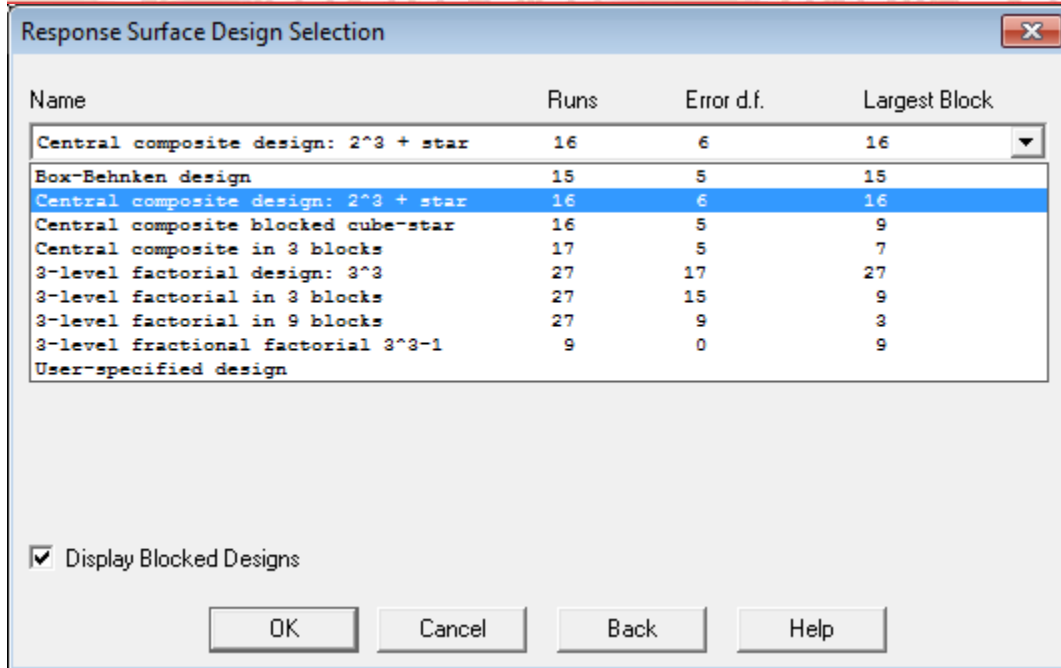 Response Surface Design Selection
Name Runs Error d.f. Largest Block
Central composite design: 2^3 + star 16 6 16
Box-Behnken design 15 5 15
Central composite design: 2^3 + star 16 6 16
Central composite blocked cube-star 16 5 9
Central composite in 3 blocks 17 5 7
3-level factorial design: 3^3 27 17 27
3-level factorial in 3 blocks 27 15 9
3-level factorial in 9 blocks 27 9 3
3-level fractional factorial 3^3-1 9 0 9
User-specified design
Display Blocked Designs
OK Cancel Back Help